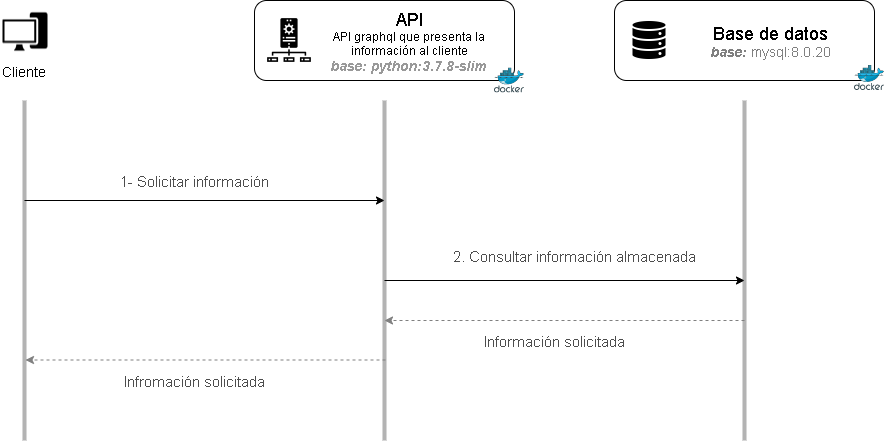 Cliente
API
API graphql que presenta la
información al cliente
base: python:3.7.8-slim
docker
Base de datos
base: mysql:8.0.20
docker
1- Solicitar información
2. Consultar información almacenada
Información solicitada
Infromación solicitada